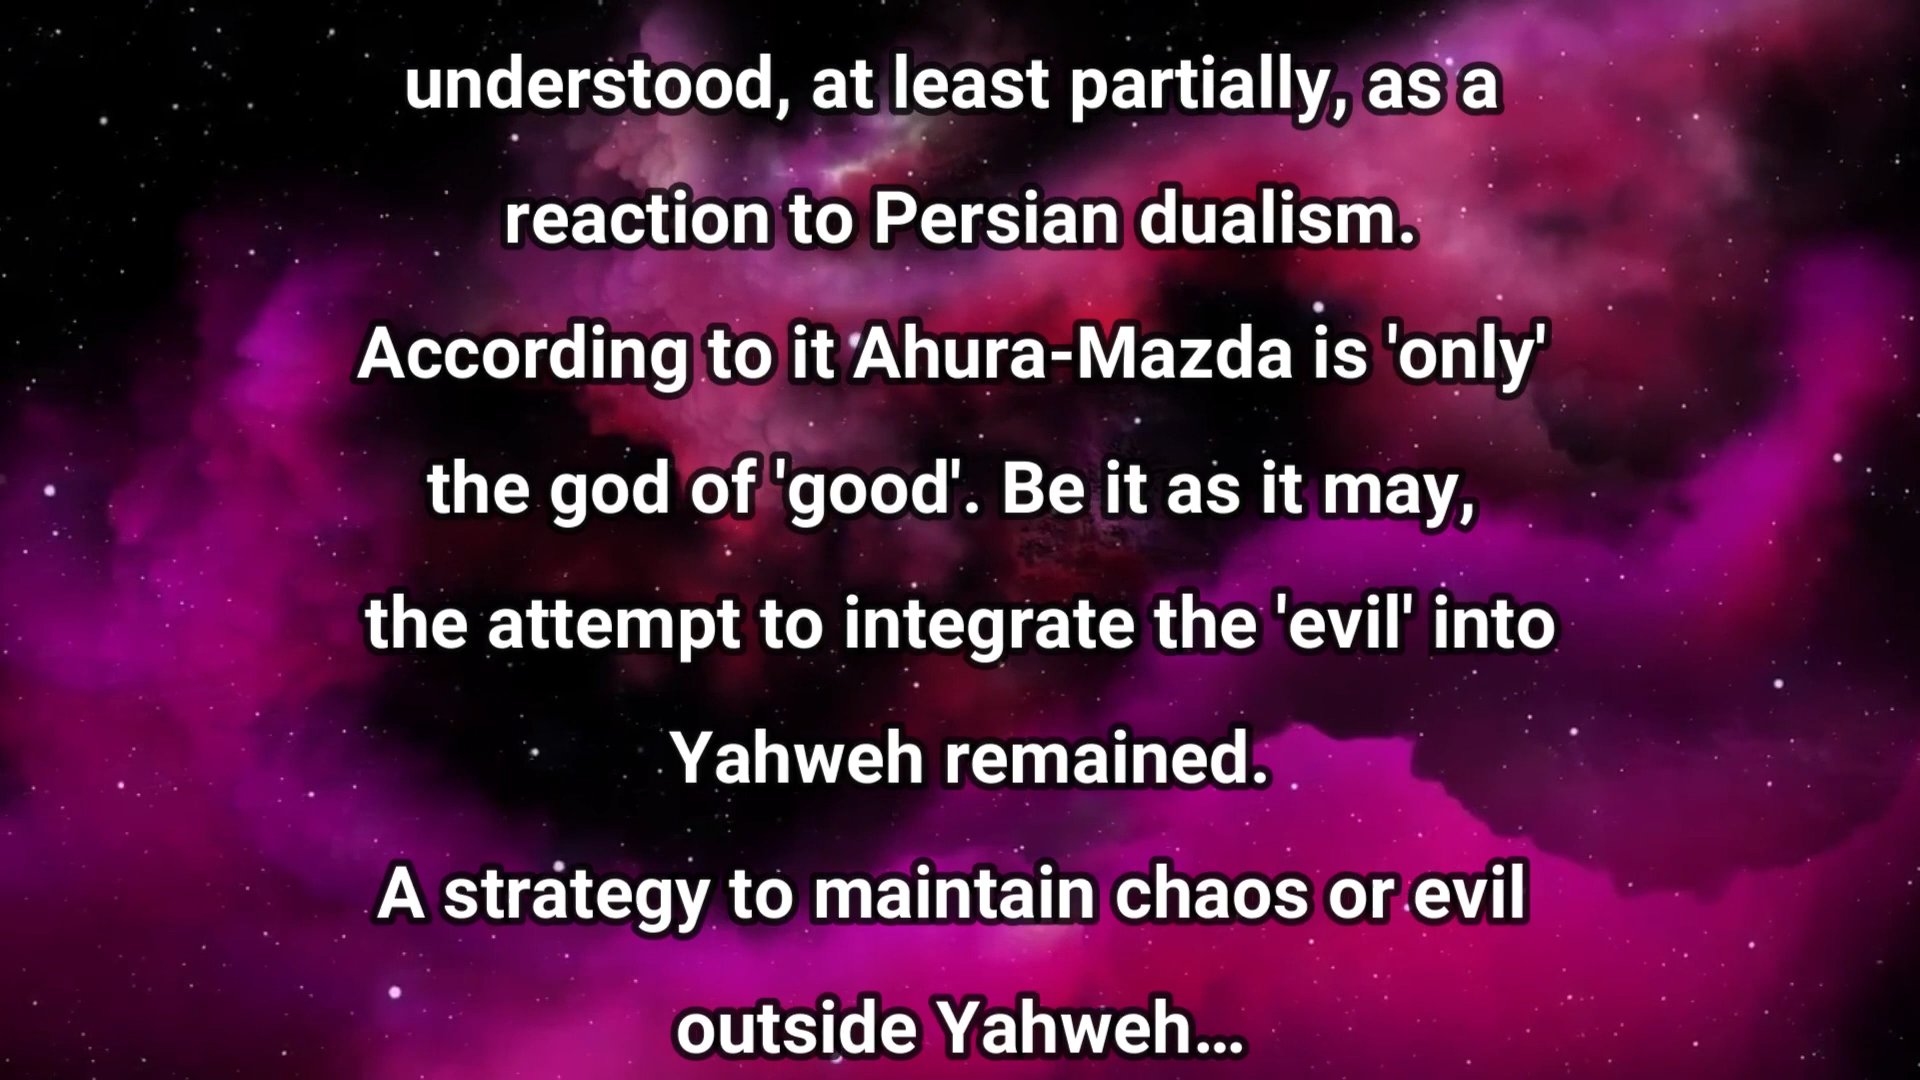 understood, at least partially, as a
reaction to Persian dualism.
According to it Ahura-Mazda is 'only'
the god of 'good'. Be it as it may,
the attempt to integrate the 'evil' into
Yahweh remained.
A strategy to maintain chaos or evil
outside Yahweh...